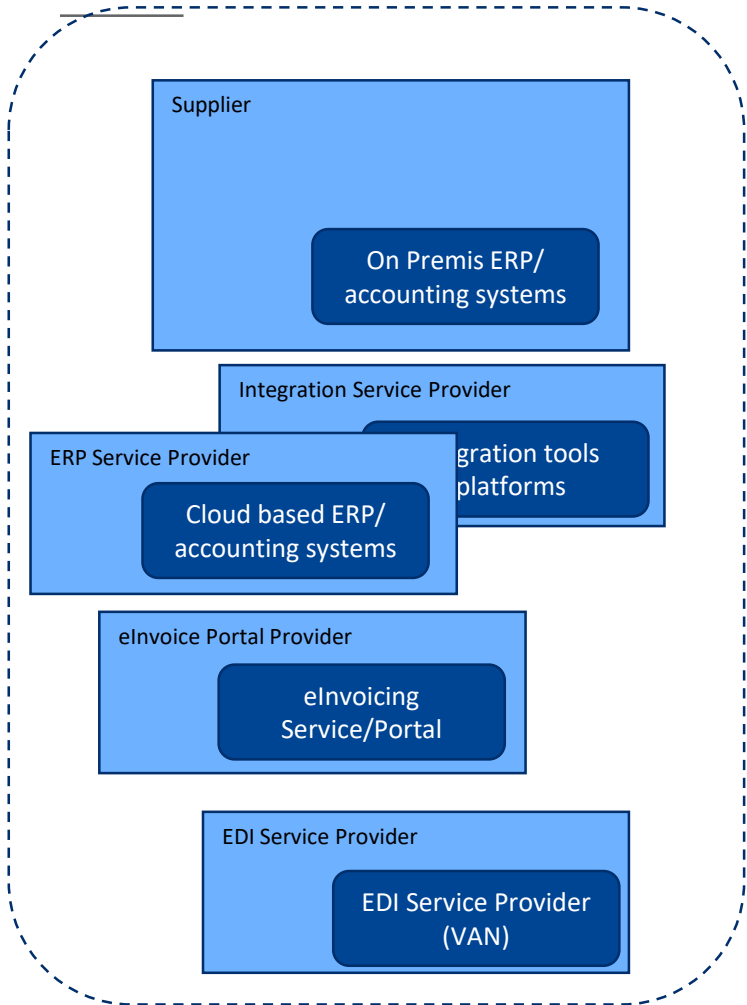 Supplier
On Premis ERP/
accounting systems
Integration Service Provider
gration tools
platforms
ERP Service Provider
Cloud based ERP/
accounting systems
eInvoice Portal Provider
eInvoicing
Service/Portal
EDI Service Provider
EDI Service Provider
(VAN)